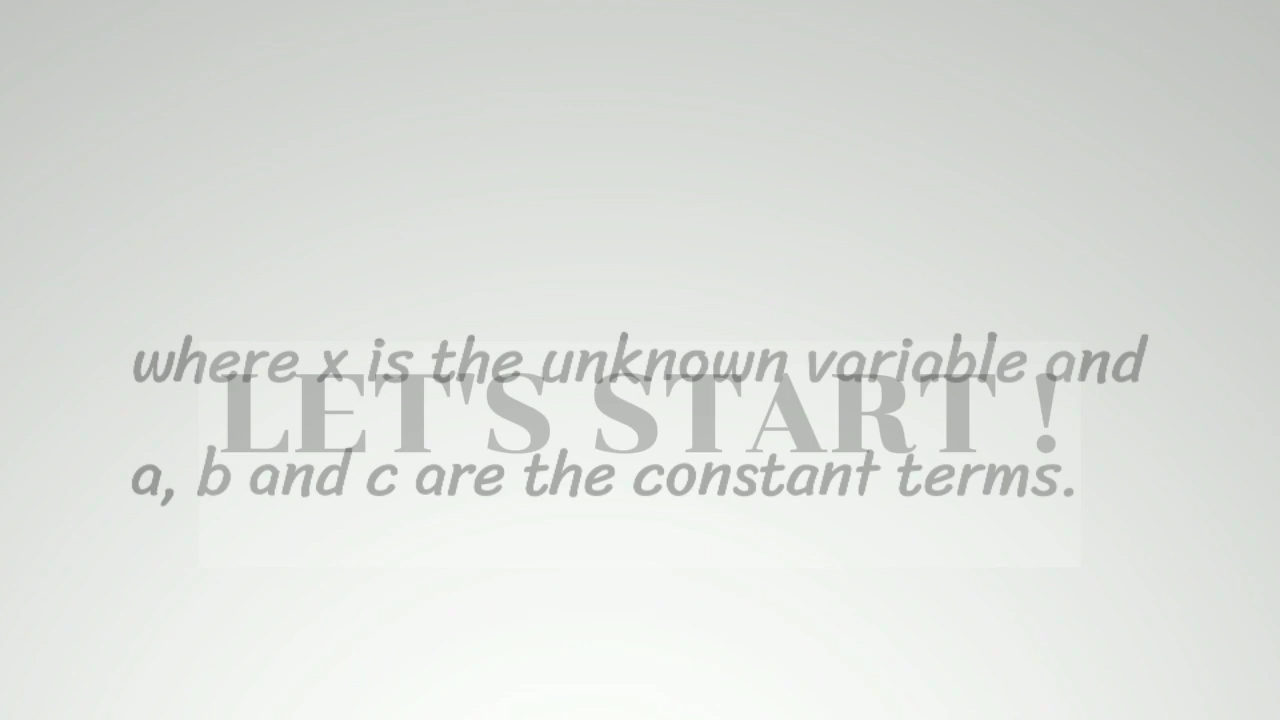 where x is the unknown variable and
LET'S START !
a, b and c are the constant terms.